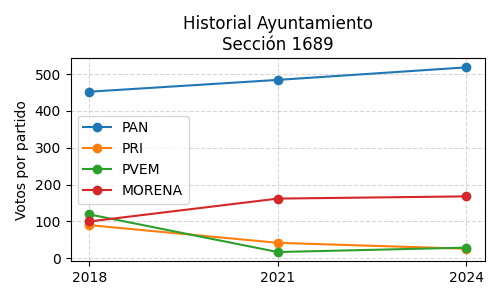 Historial Ayuntamiento
Sección 1689
Votos por partido
500
400
300
200
100
0
PAN
PRI
PVEM
MORENA
2018
2021
2024